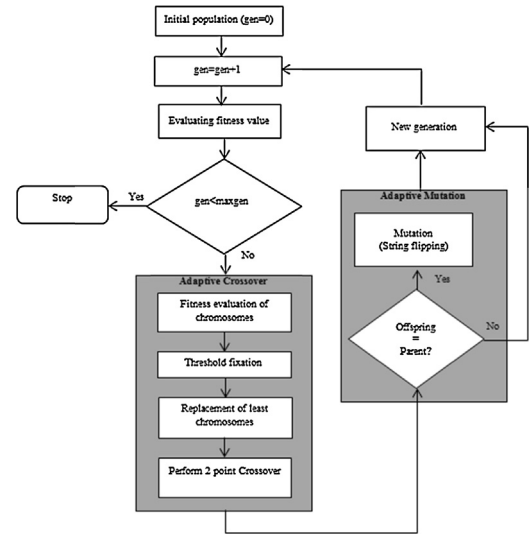 Initial population (gen=0)
gen=gen+1
Evaluating fitness value
gen<maxgen
Yes
Stop
No
Adaptive Crossover
Fitness evaluation of
chromosomes
Threshold fixation
Replacement of least
chromosomes
Perform 2 point Crossover
New generation
Adaptive Mutation
Mutation
(String flipping)
Yes
Offspring
=
Parent?
No